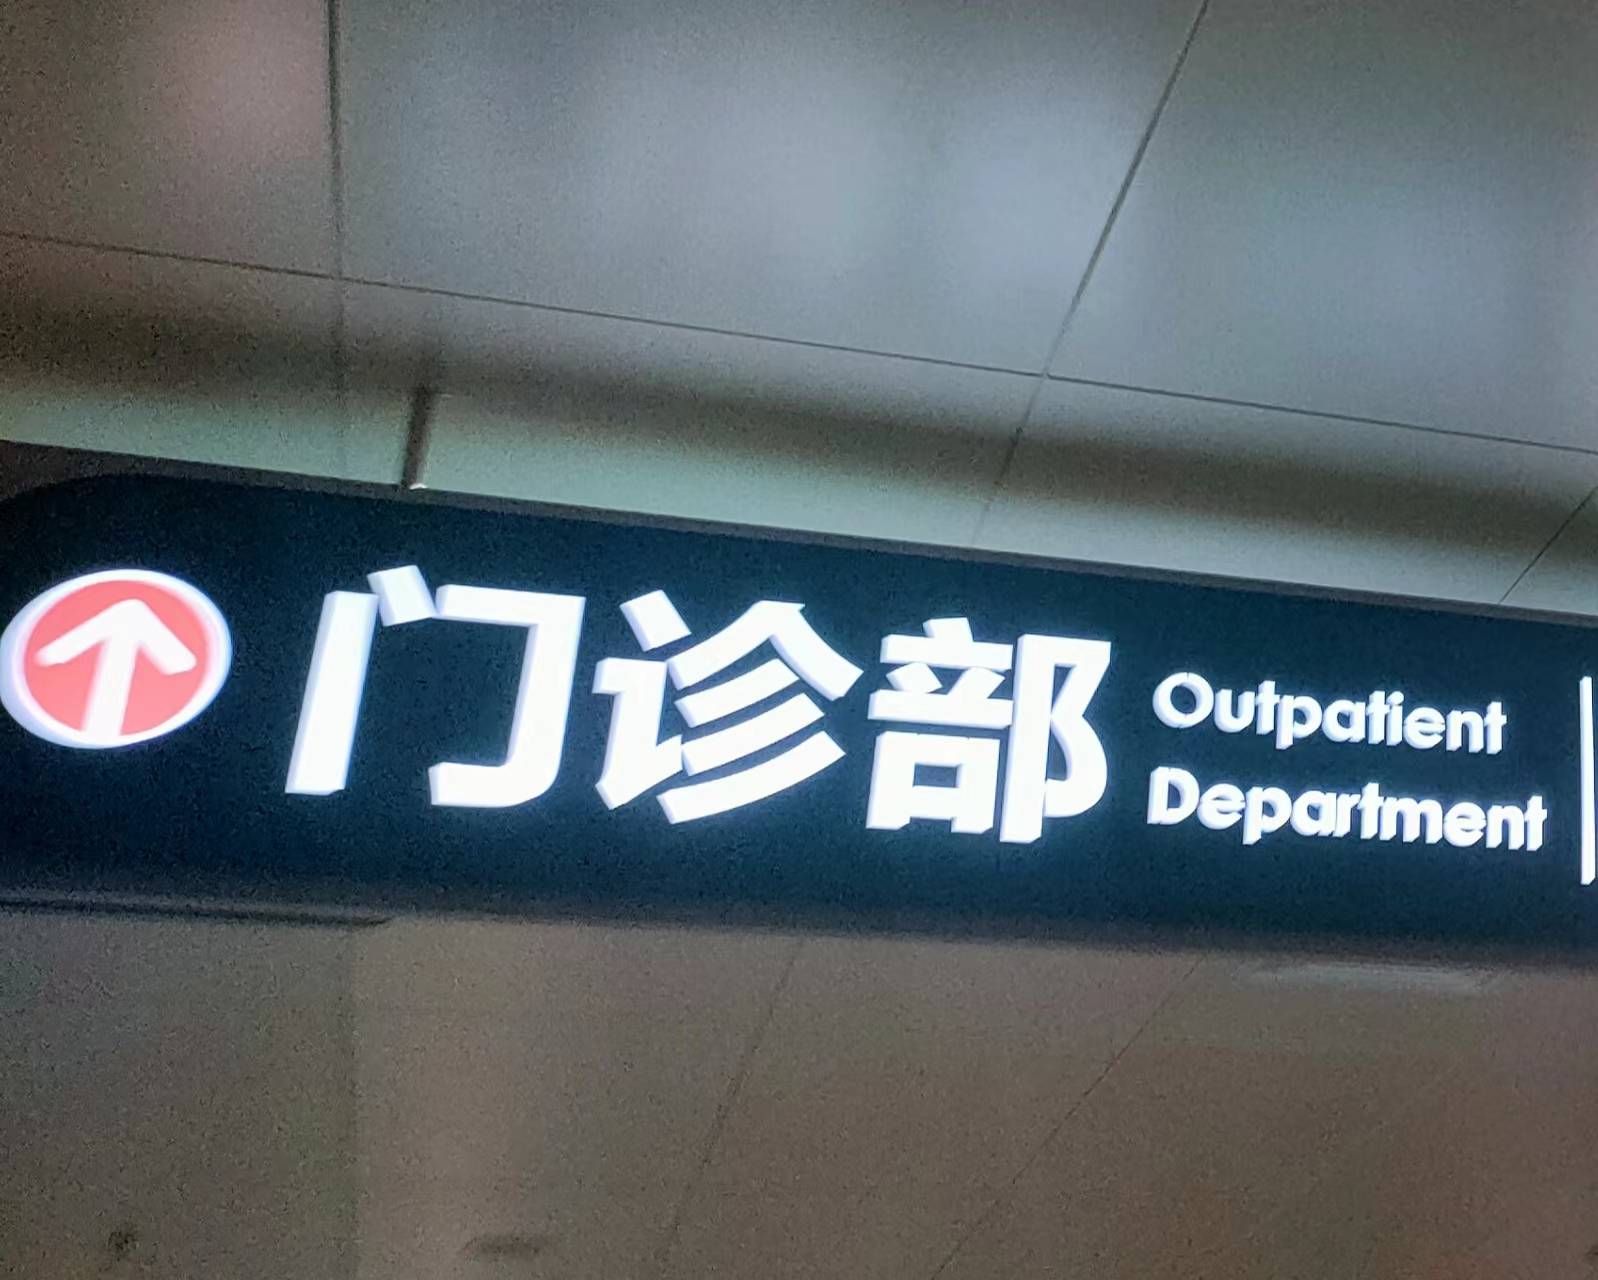 门诊部
Outpatient
Department